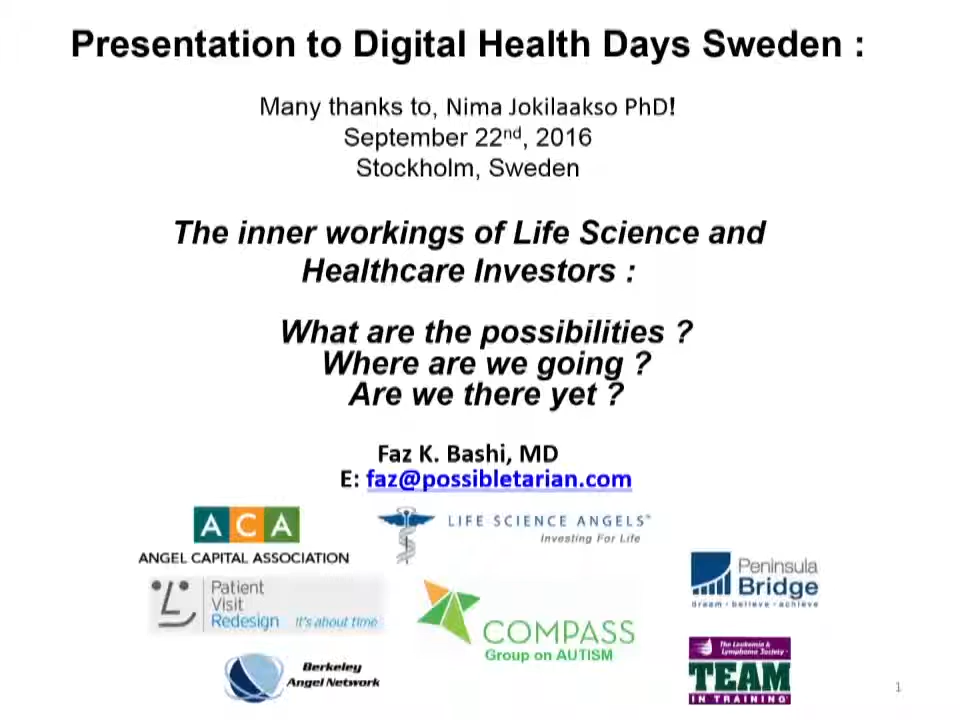 Presentation to Digital Health Days Sweden :
Many thanks to, Nima Jokilaakso PhD!
September 22nd, 2016
Stockholm, Sweden
The inner workings of Life Science and
Healthcare Investors :
What are the possibilities ?
Where are we going ?
Are we there yet ?
Faz K. Bashi, MD
E: faz@possibletarian.com
ACA
ANGEL CAPITAL ASSOCIATION
LIFE SCIENCE ANGELS
Investing For Life
Peninsula
Bridge
dream • believe • achieve
Patient
Visit
Redesign it's about time
COMPASS
Group on AUTISM
Berkeley
Angel Network
The Leukemia &
Lymphoma Society
TEAM
IN TRAINING
1